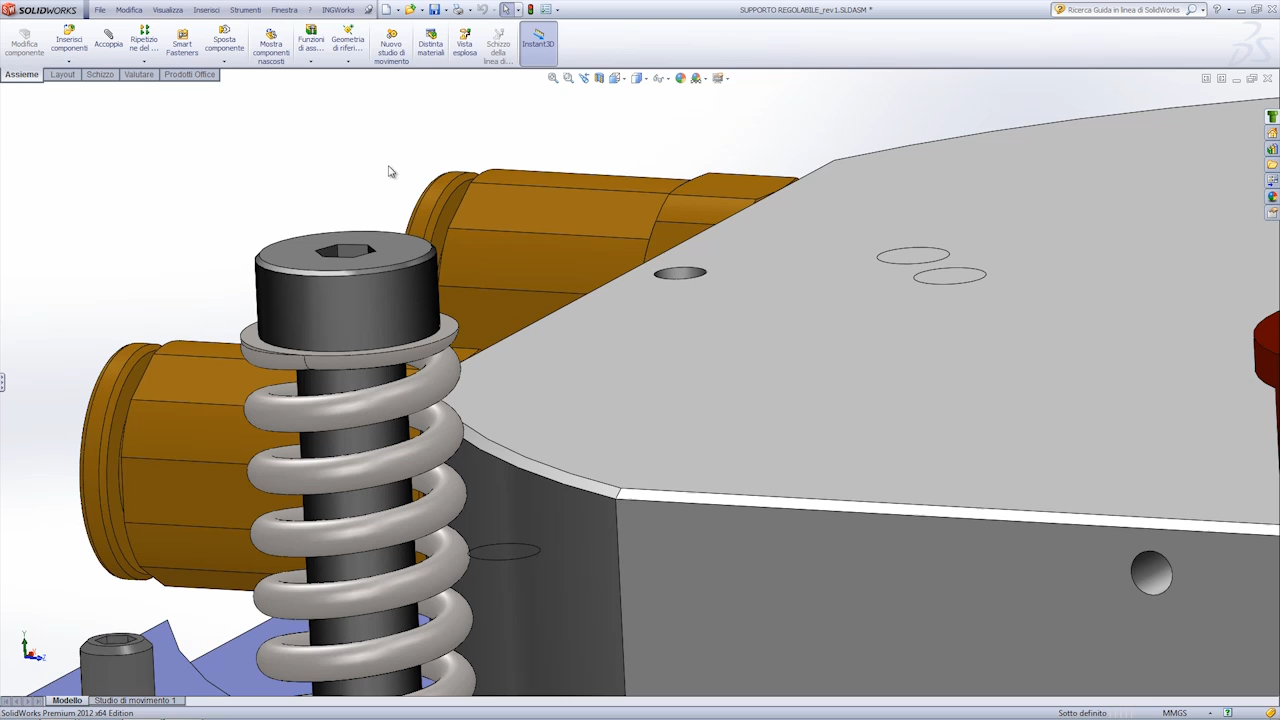 SOLIDWORKS File Modifica Visualizza Inserisci Strumenti Finestra ? INGWorks SUPPORTO REGOLABILE_rev1.SLDASM * Ricerca Guida in linea di SolidWorks ?
Modifica componente
Inserisci componenti
Accoppia
Ripetizio ne del ...
Smart Fasteners
Sposta componente
Mostra componenti nascosti
Funzioni di ass...
Geometria di riferi...
Nuovo studio di movimento
Distinta materiali
Vista esplosa
Schizzo della linea di...
Instant3D
Assieme Layout Schizzo Valutare Prodotti Office
Y
Z
Modello Studio di movimento 1
SolidWorks Premium 2012 x64 Edition Sotto definito MMGS ?